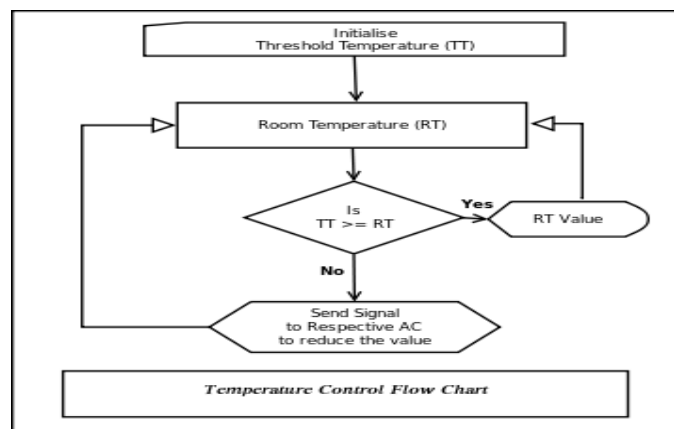 Initialise
Threshold Temperature (TT)
Room Temperature (RT)
Is
TT >= RT
Yes
RT Value
No
Send Signal
to Respective AC
to reduce the value
Temperature Control Flow Chart